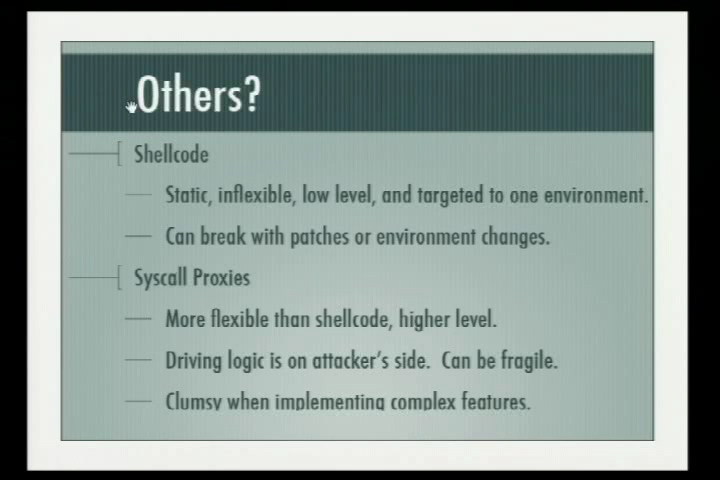 Others?
Shellcode
Static, inflexible, low level, and targeted to one environment.
Can break with patches or environment changes.
Syscall Proxies
More flexible than shellcode, higher level.
Driving logic is on attacker's side.  Can be fragile.
Clumsy when implementing complex features.